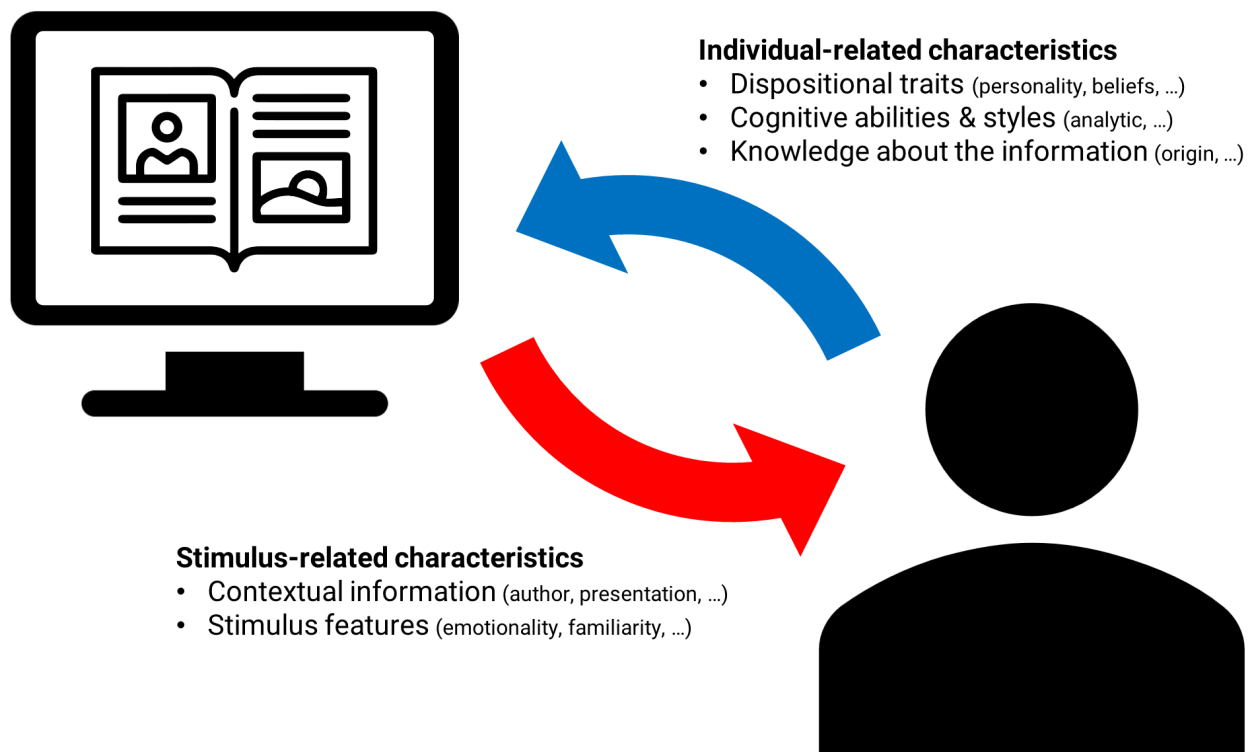 Individual-related characteristics
• Dispositional traits (personality, beliefs, …)
• Cognitive abilities & styles (analytic, …)
• Knowledge about the information (origin, …)
Stimulus-related characteristics
• Contextual information (author, presentation, …)
• Stimulus features (emotionality, familiarity, …)